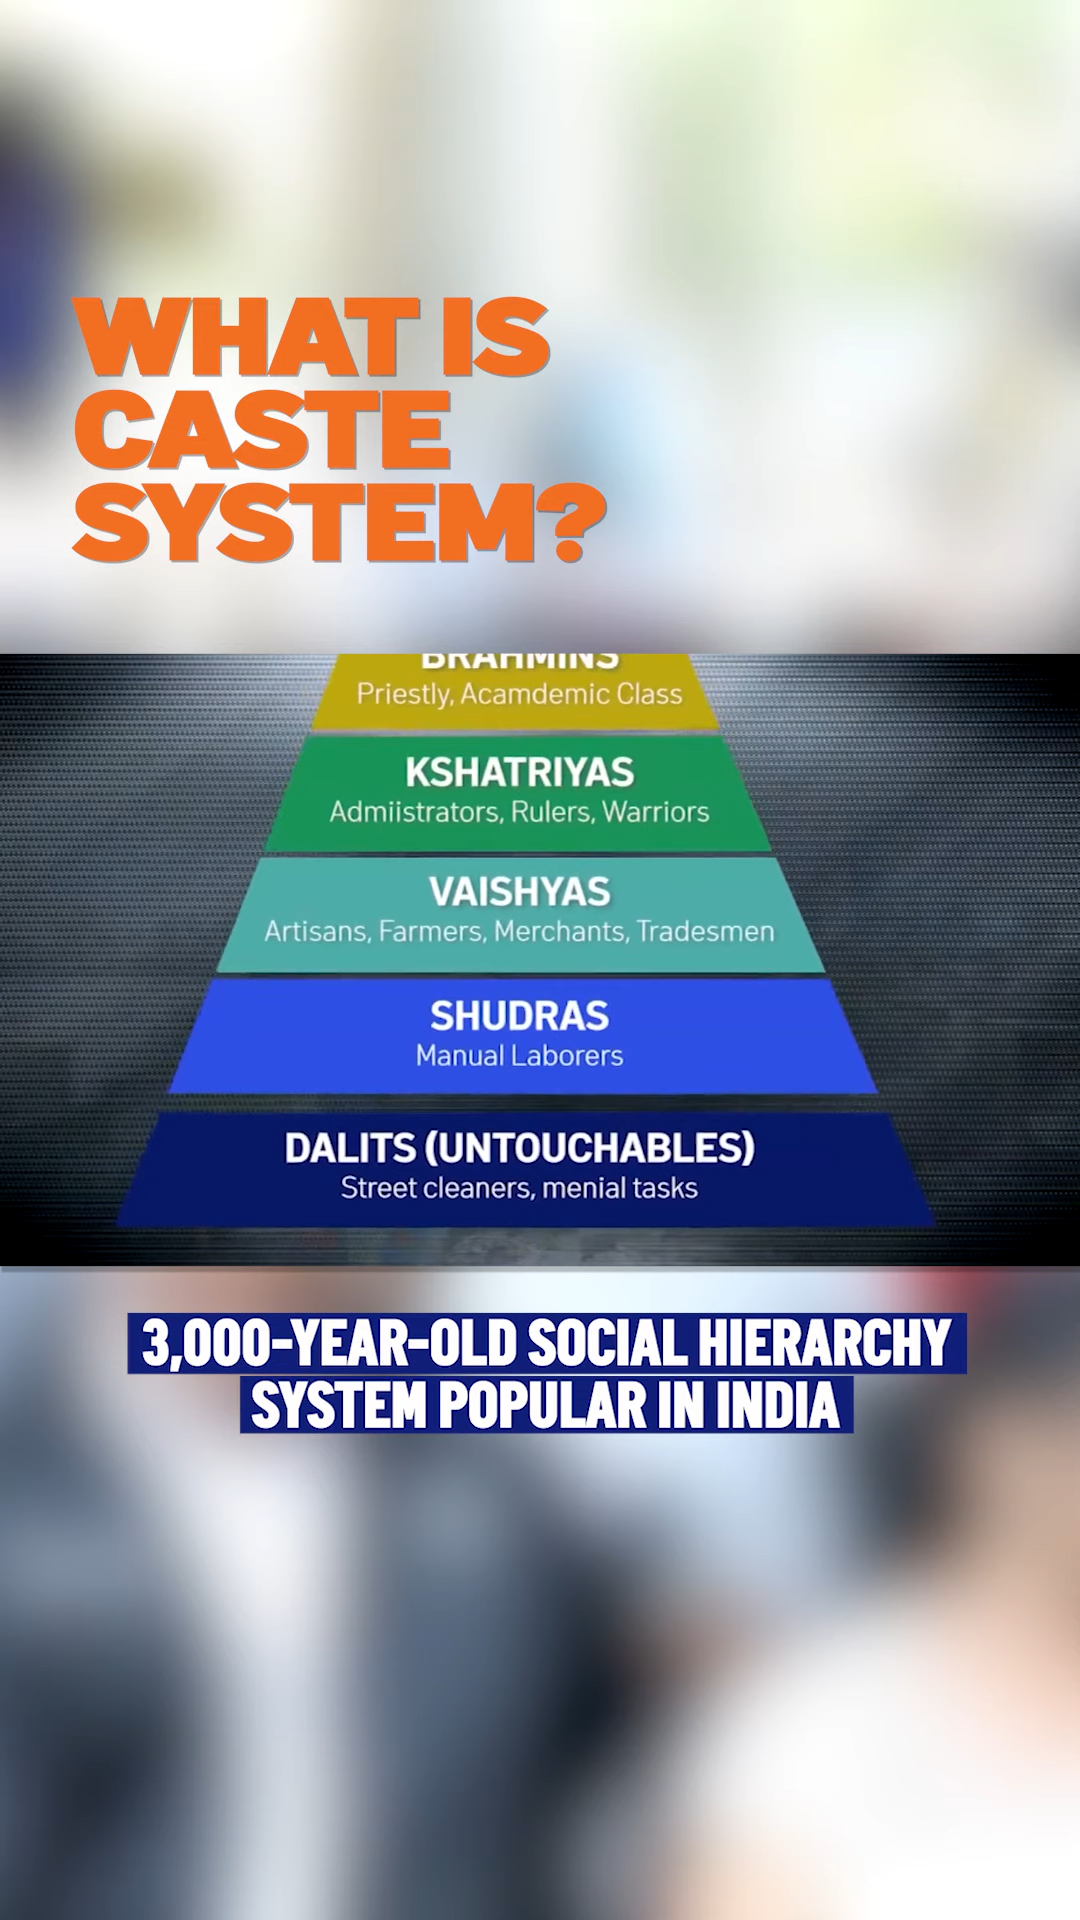 WHAT IS
CASTE
SYSTEM?
BRAHMINS
Priestly, Acamdemic Class
KSHATRIYAS
Admiistrators, Rulers, Warriors
VAISHYAS
Artisans, Farmers, Merchants, Tradesmen
SHUDRAS
Manual Laborers
DALITS (UNTOUCHABLES)
Street cleaners, menial tasks
3,000-YEAR-OLD SOCIAL HIERARCHY
SYSTEM POPULAR IN INDIA